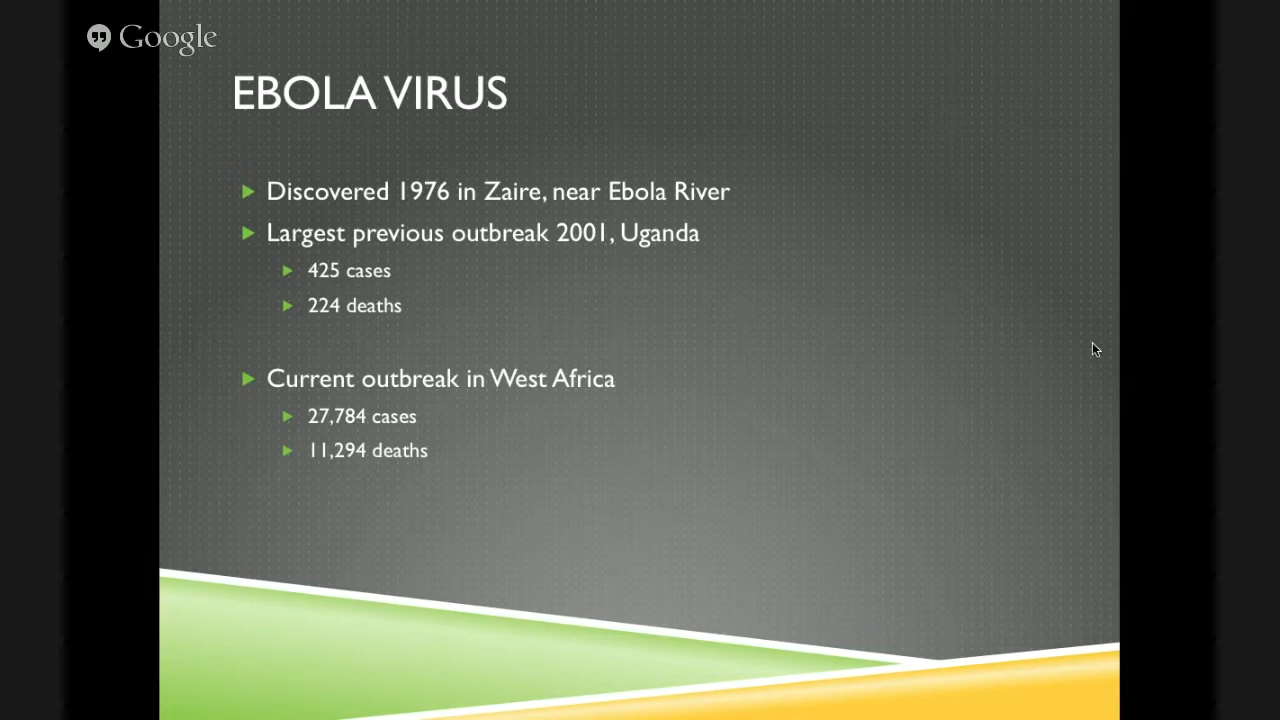 Google
EBOLA VIRUS
Discovered 1976 in Zaire, near Ebola River
Largest previous outbreak 2001, Uganda
425 cases
224 deaths
Current outbreak in West Africa
27,784 cases
11,294 deaths